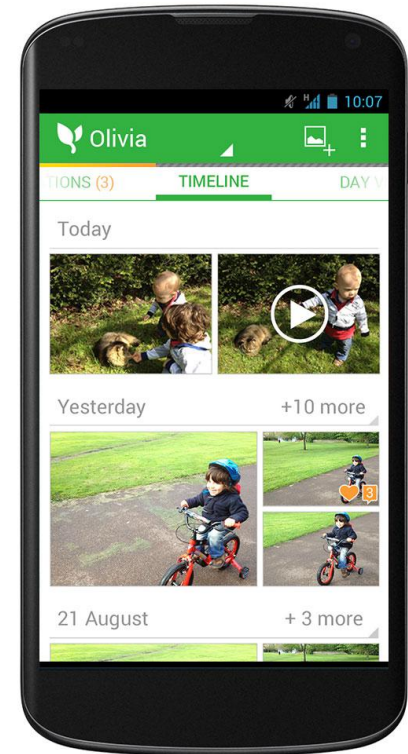 H 10:07
Olivia
TIONS (3) TIMELINE DAY V
Today
Yesterday +10 more
3
21 August + 3 more